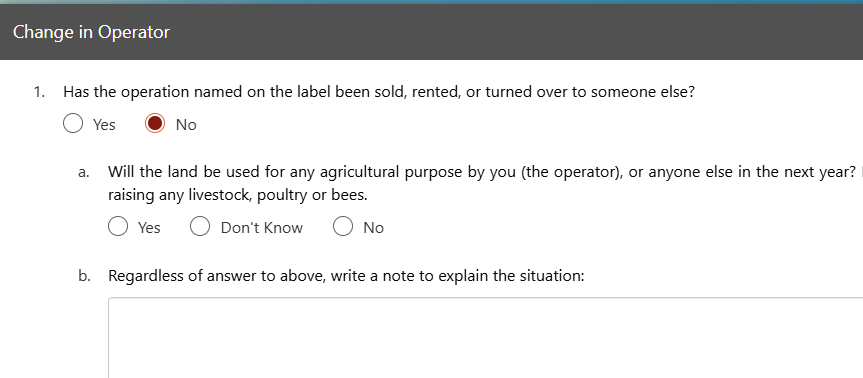 Change in Operator
1. Has the operation named on the label been sold, rented, or turned over to someone else?
Yes No
a. Will the land be used for any agricultural purpose by you (the operator), or anyone else in the next year?
raising any livestock, poultry or bees.
Yes Don't Know No
b. Regardless of answer to above, write a note to explain the situation: